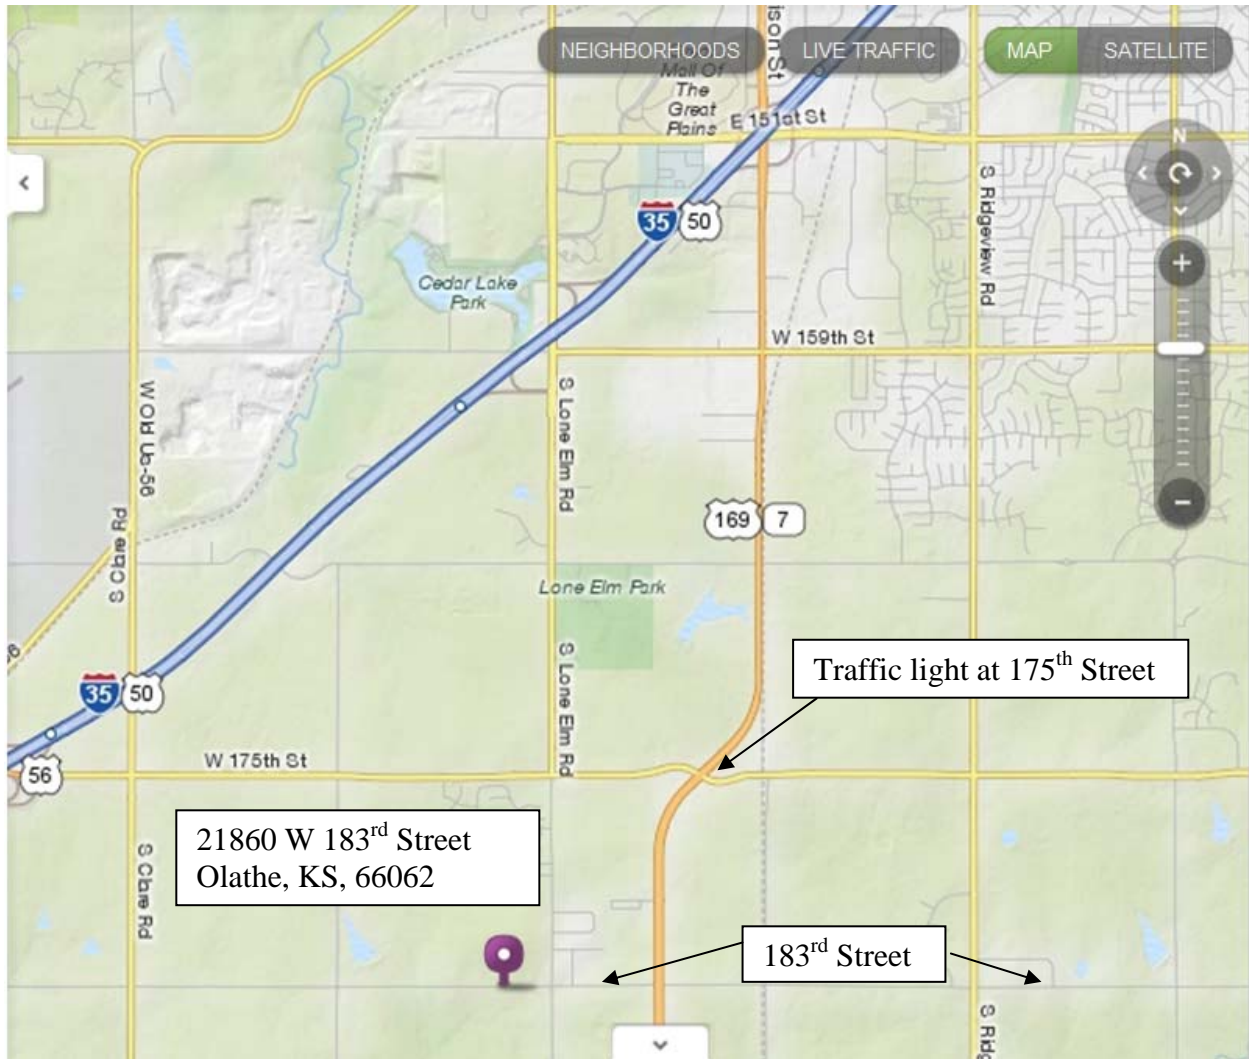 ison St
NEIGHBORHOODS
LIVE TRAFFIC
MAP
SATELLITE
Mall Of
The
Great
Plains
E 151st St
N
35
50
S Ridgeview Rd
Cedar Lake
Park
W 159th St
W Old Us-56
S Lone Elm Rd
169
7
S Clare Rd
Lone Elm Park
S Lone Elm Rd
Traffic light at 175th Street
35
50
56
W 175th St
21860 W 183rd Street
Olathe, KS, 66062
S Clare Rd
183rd Street
S Ridg